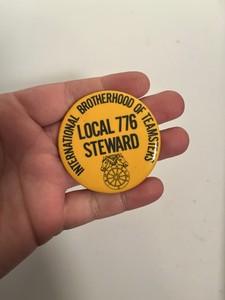 INTERNATIONAL BROTHERHOOD OF TEAMSTERS
LOCAL 776
STEWARD